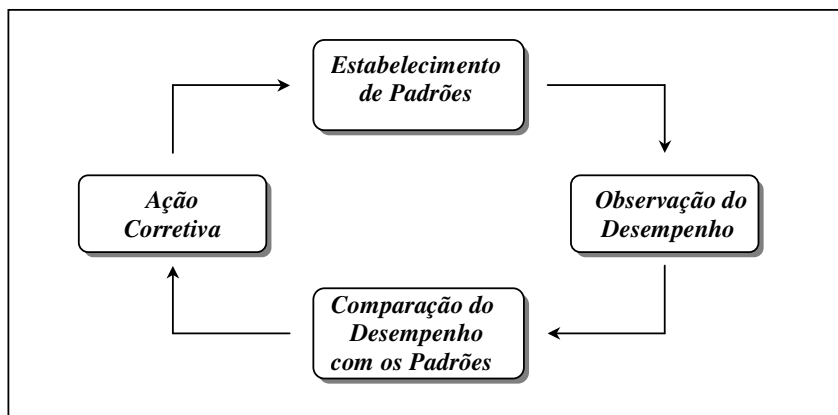 Estabelecimento
de Padrões
Ação
Corretiva
Observação do
Desempenho
Comparação do
Desempenho
com os Padrões